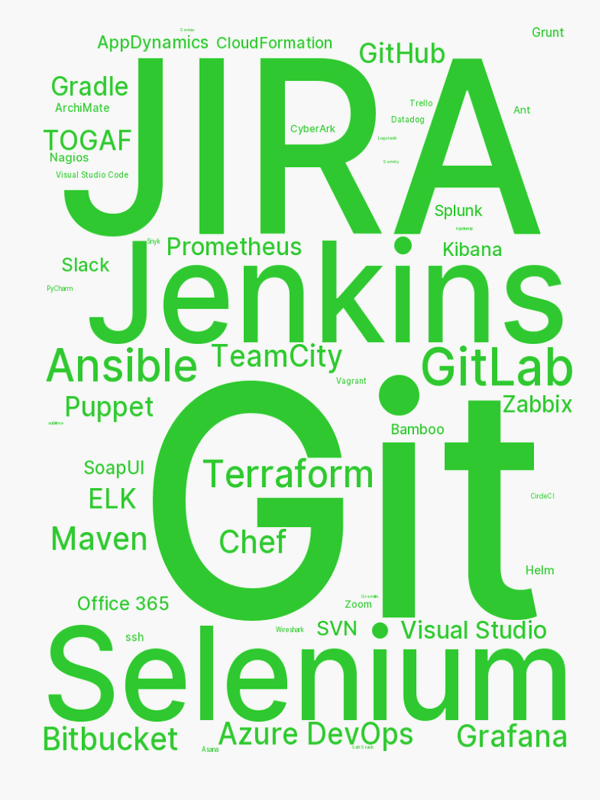 Grunt
AppDynamics
CloudFormation
GitHub
JIRA
Gradle
ArchiMate
Trello
Ant
Datadog
CyberArk
TOGAF
Nagios
Visual Studio Code
Splunk
Snyk
Prometheus
Kibana
Jenkins
Slack
PyCharm
TeamCity
Ansible
GitLab
Vagrant
Puppet
Zabbix
Git
Bamboo
SoapUI
Terraform
ELK
CircleCI
Maven
Chef
Helm
Office 365
Zoom
Wireshark
SVN
Visual Studio
ssh
Selenium
Bitbucket
Azure DevOps
Grafana
Asana